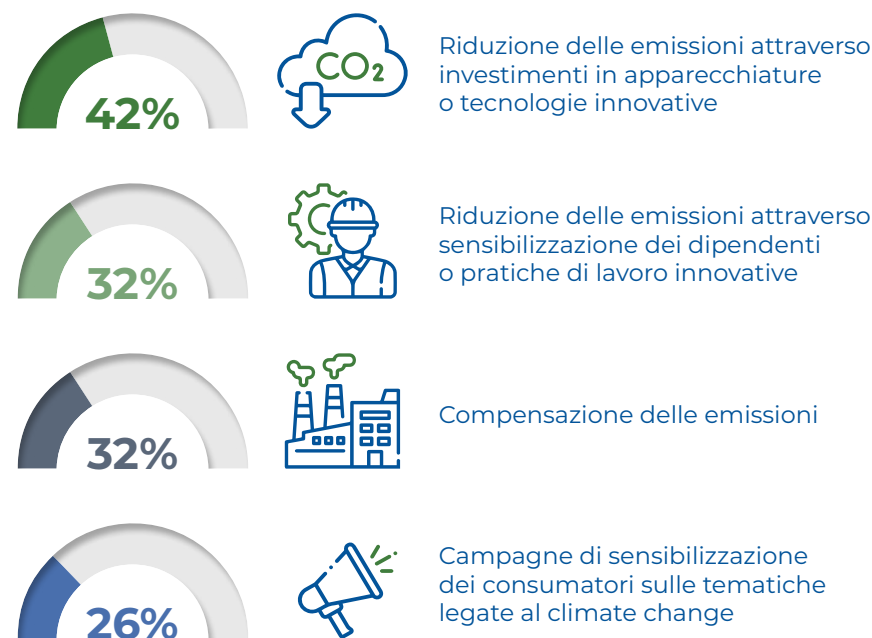 42%
CO2
Riduzione delle emissioni attraverso
investimenti in apparecchiature
o tecnologie innovative
32%
Riduzione delle emissioni attraverso
sensibilizzazione dei dipendenti
o pratiche di lavoro innovative
32%
Compensazione delle emissioni
26%
Campagne di sensibilizzazione
dei consumatori sulle tematiche
legate al climate change